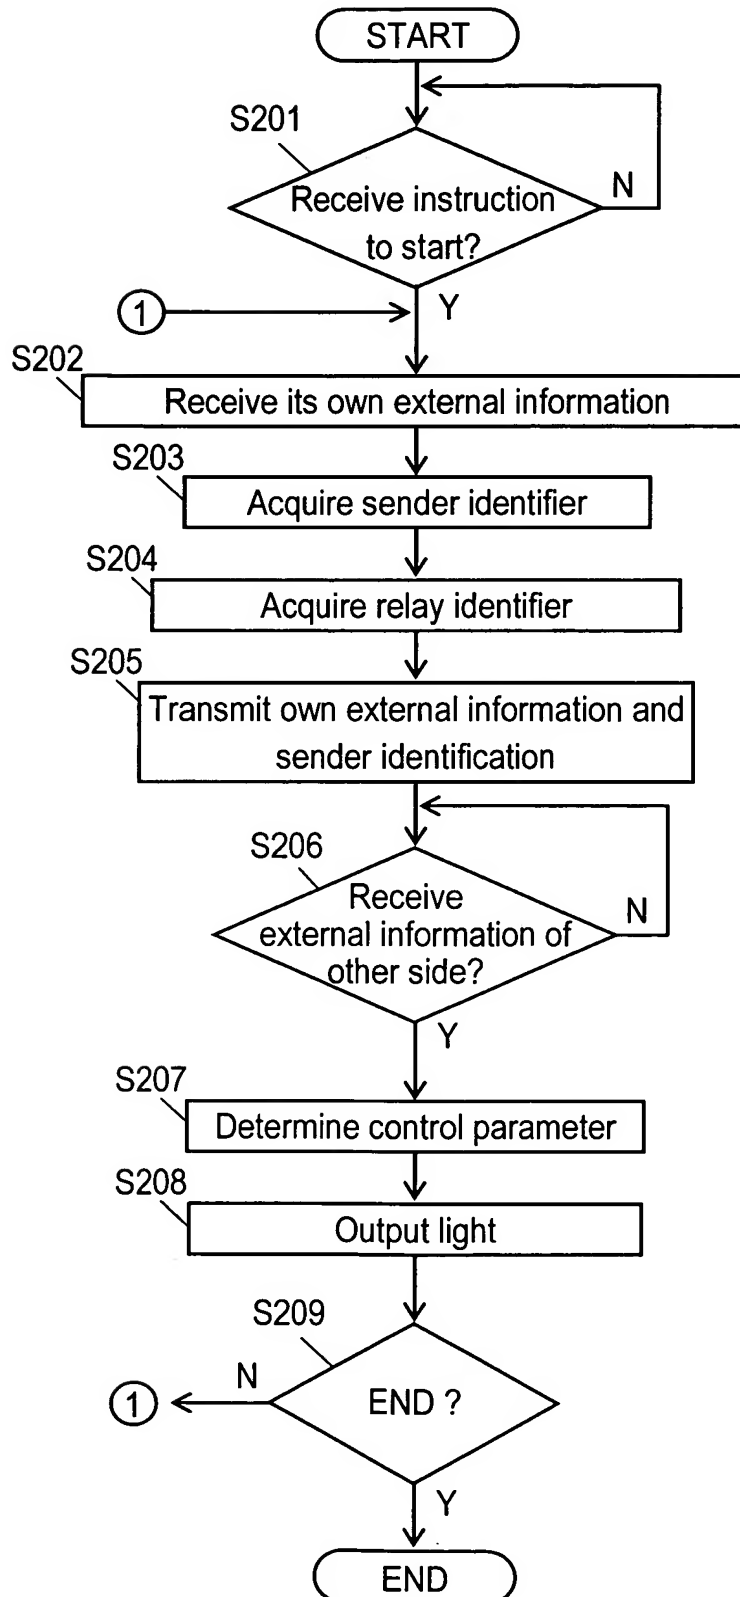 START
S201
Receive instruction
to start?
N
Y
1
S202
Receive its own external information
S203
Acquire sender identifier
S204
Acquire relay identifier
S205
Transmit own external information and
sender identification
S206
Receive
external information of
other side?
N
Y
S207
Determine control parameter
S208
Output light
S209
END ?
N
1
Y
END